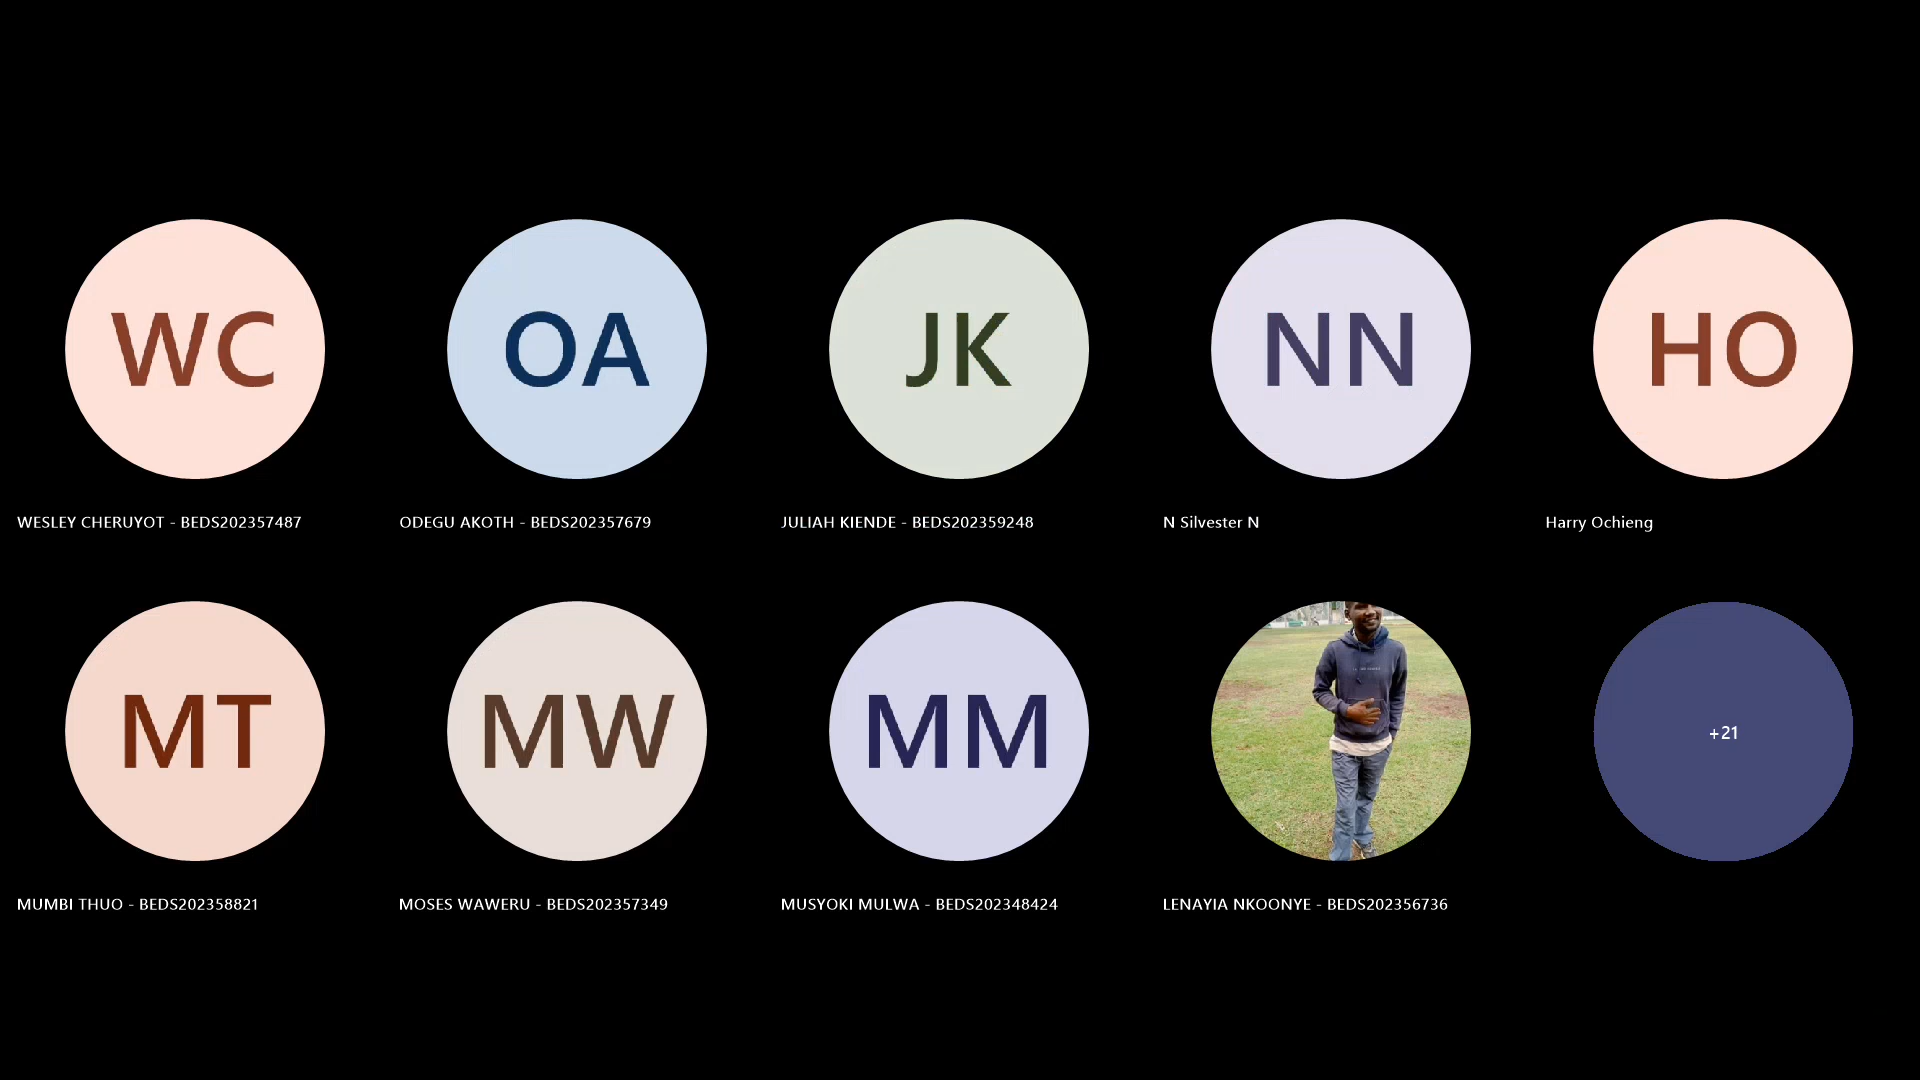 WC
OA
JK
NN
HO
WESLEY CHERUYOT - BEDS202357487
ODEGU AKOTH - BEDS202357679
JULIAH KIENDE - BEDS202359248
N Silvester N
Harry Ochieng
MT
MW
MM
+21
MUMBI THUO - BEDS202358821
MOSES WAWERU - BEDS202357349
MUSYOKI MULWA - BEDS202348424
LENAYIA NKOONYE - BEDS202356736